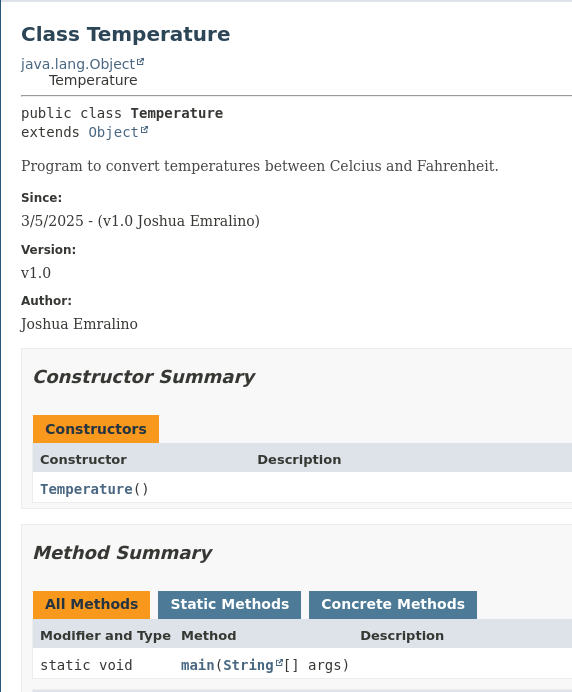 Class Temperature
java.lang.Object
Temperature
public class Temperature
extends Object
Program to convert temperatures between Celcius and Fahrenheit.
Since:
3/5/2025 - (v1.0 Joshua Emralino)
Version:
v1.0
Author:
Joshua Emralino
Constructor Summary
Constructors
Constructor Description
Temperature()
Method Summary
All Methods Static Methods Concrete Methods
Modifier and Type Method Description
static void main(String[] args)